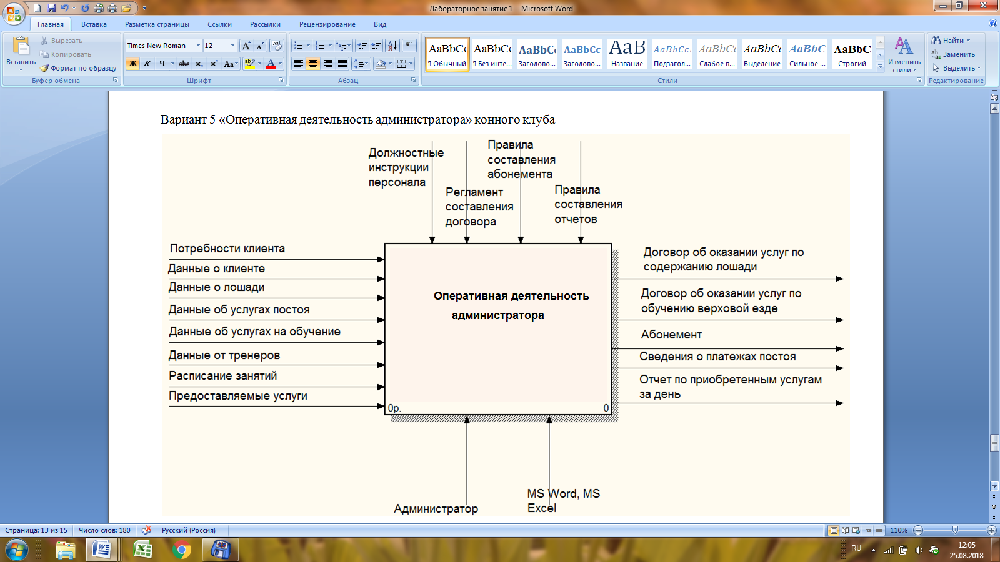 Лабораторное занятие 1 - Microsoft Word
Главная
Вставка
Разметка страницы
Ссылки
Рассылки
Рецензирование
Вид
Вставить
Вырезать
Копировать
Формат по образцу
Буфер обмена
Times New Roman
12
Ж К Ч abc x₂ x² Aa
Шрифт
Абзац
AaBbCc AaBbCc AaBbCc AaBbCc AaB AaBbCc. AaBbCc AaBbCc AaBbCc AaBbC
¶ Обычный
¶ Без инте...
Заголово...
Заголово...
Название
Подзагол...
Слабое в...
Выделение
Сильное ...
Строгий
Изменить
стили
Стили
Найти
Заменить
Выделить
Редактирование
Вариант 5 «Оперативная деятельность администратора» конного клуба
Должностные
инструкции
персонала
Регламент
составления
договора
Правила
составления
абонемента
Правила
составления
отчетов
Потребности клиента
Данные о клиенте
Данные о лошади
Данные об услугах постоя
Данные об услугах на обучение
Данные от тренеров
Расписание занятий
Предоставляемые услуги
Оперативная деятельность
администратора
0р.
0
Договор об оказании услуг по
содержанию лошади
Договор об оказании услуг по
обучению верховой езде
Абонемент
Сведения о платежах постоя
Отчет по приобретенным услугам
за день
Администратор
MS Word, MS
Excel
Страница: 13 из 15
Число слов: 180
Русский (Россия)
110%
RU
12:05
25.08.2018